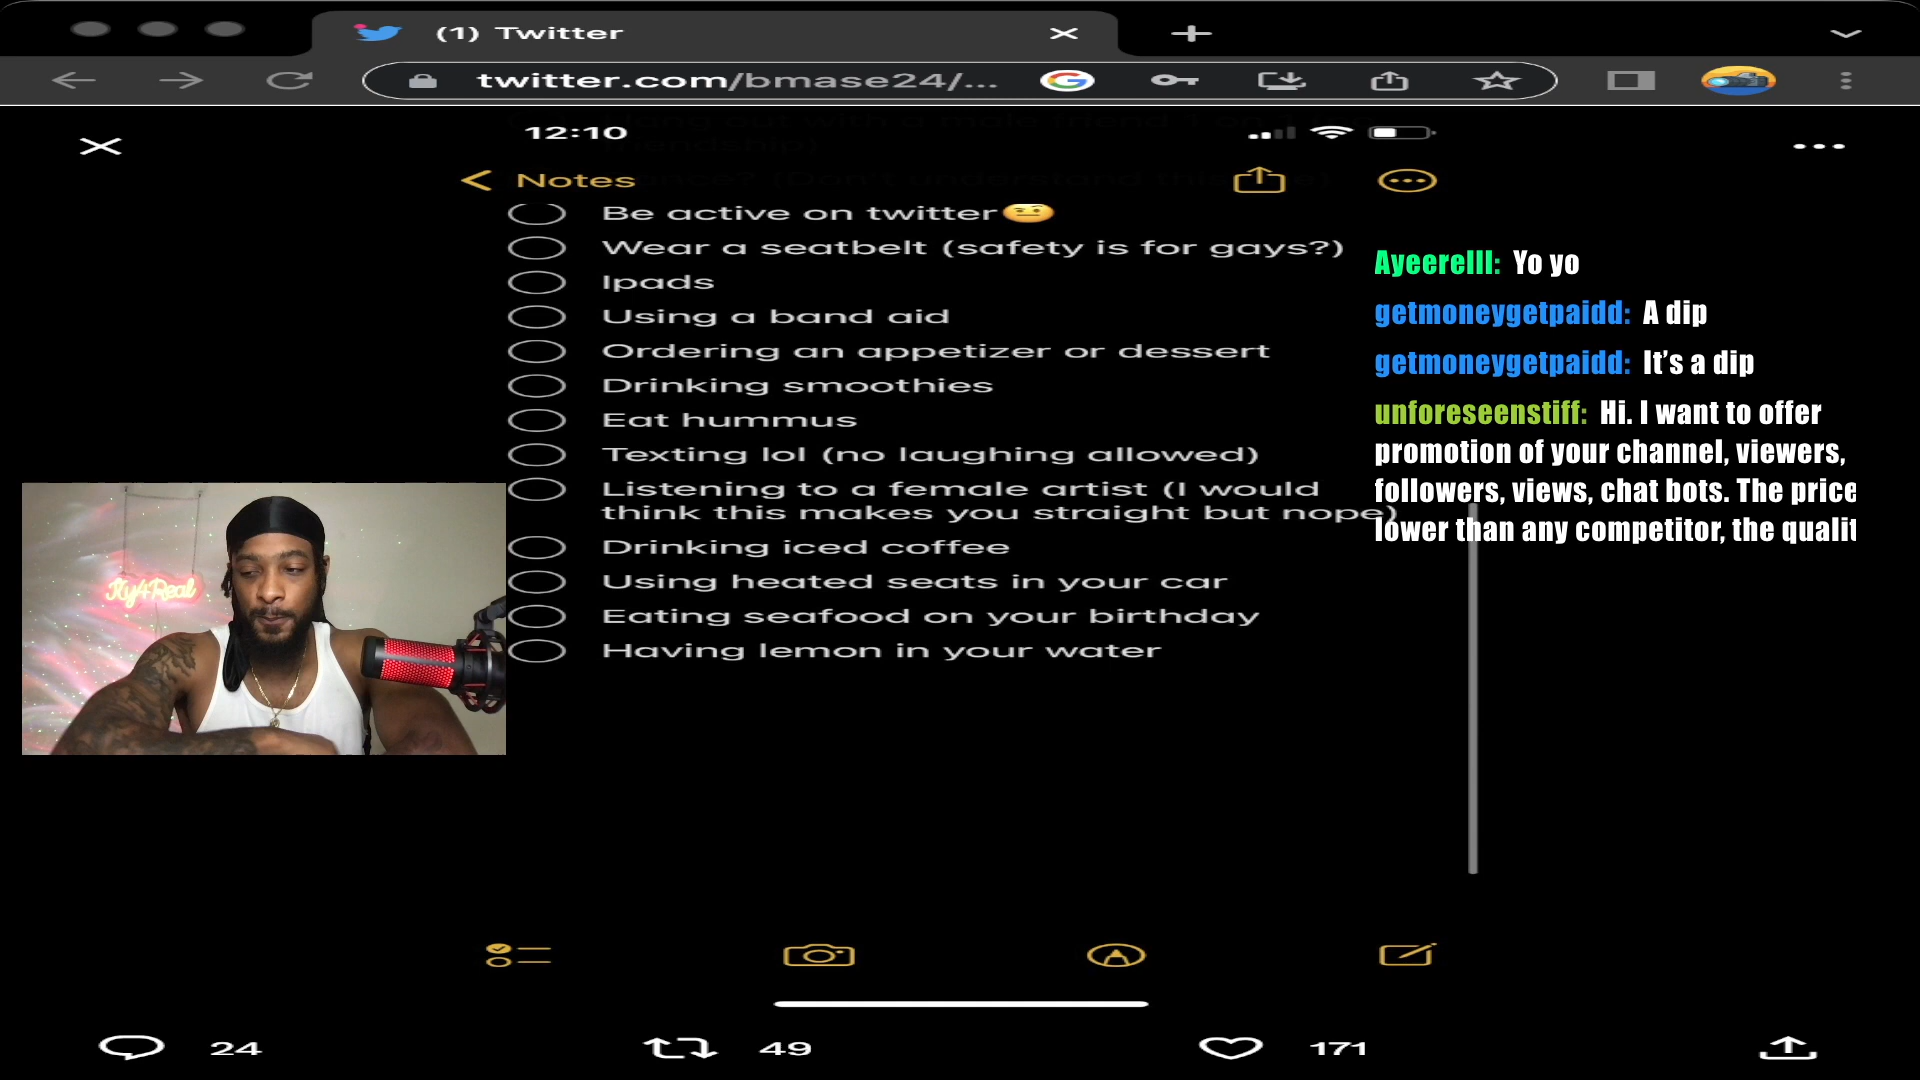 (1) Twitter
twitter.com/bmase24/...
12:10
Notes
Be active on twitter🤨
Wear a seatbelt (safety is for gays?)
Ipads
Using a band aid
Ordering an appetizer or dessert
Drinking smoothies
Eat hummus
Texting lol (no laughing allowed)
Listening to a female artist (I would
think this makes you straight but nope)
Drinking iced coffee
Using heated seats in your car
Eating seafood on your birthday
Having lemon in your water
Ayeerelll: Yo yo
getmoneygetpaidd: A dip
getmoneygetpaidd: It's a dip
unforeseenstiff: Hi. I want to offer
promotion of your channel, viewers,
followers, views, chat bots. The price
lower than any competitor, the qualit
24
49
171